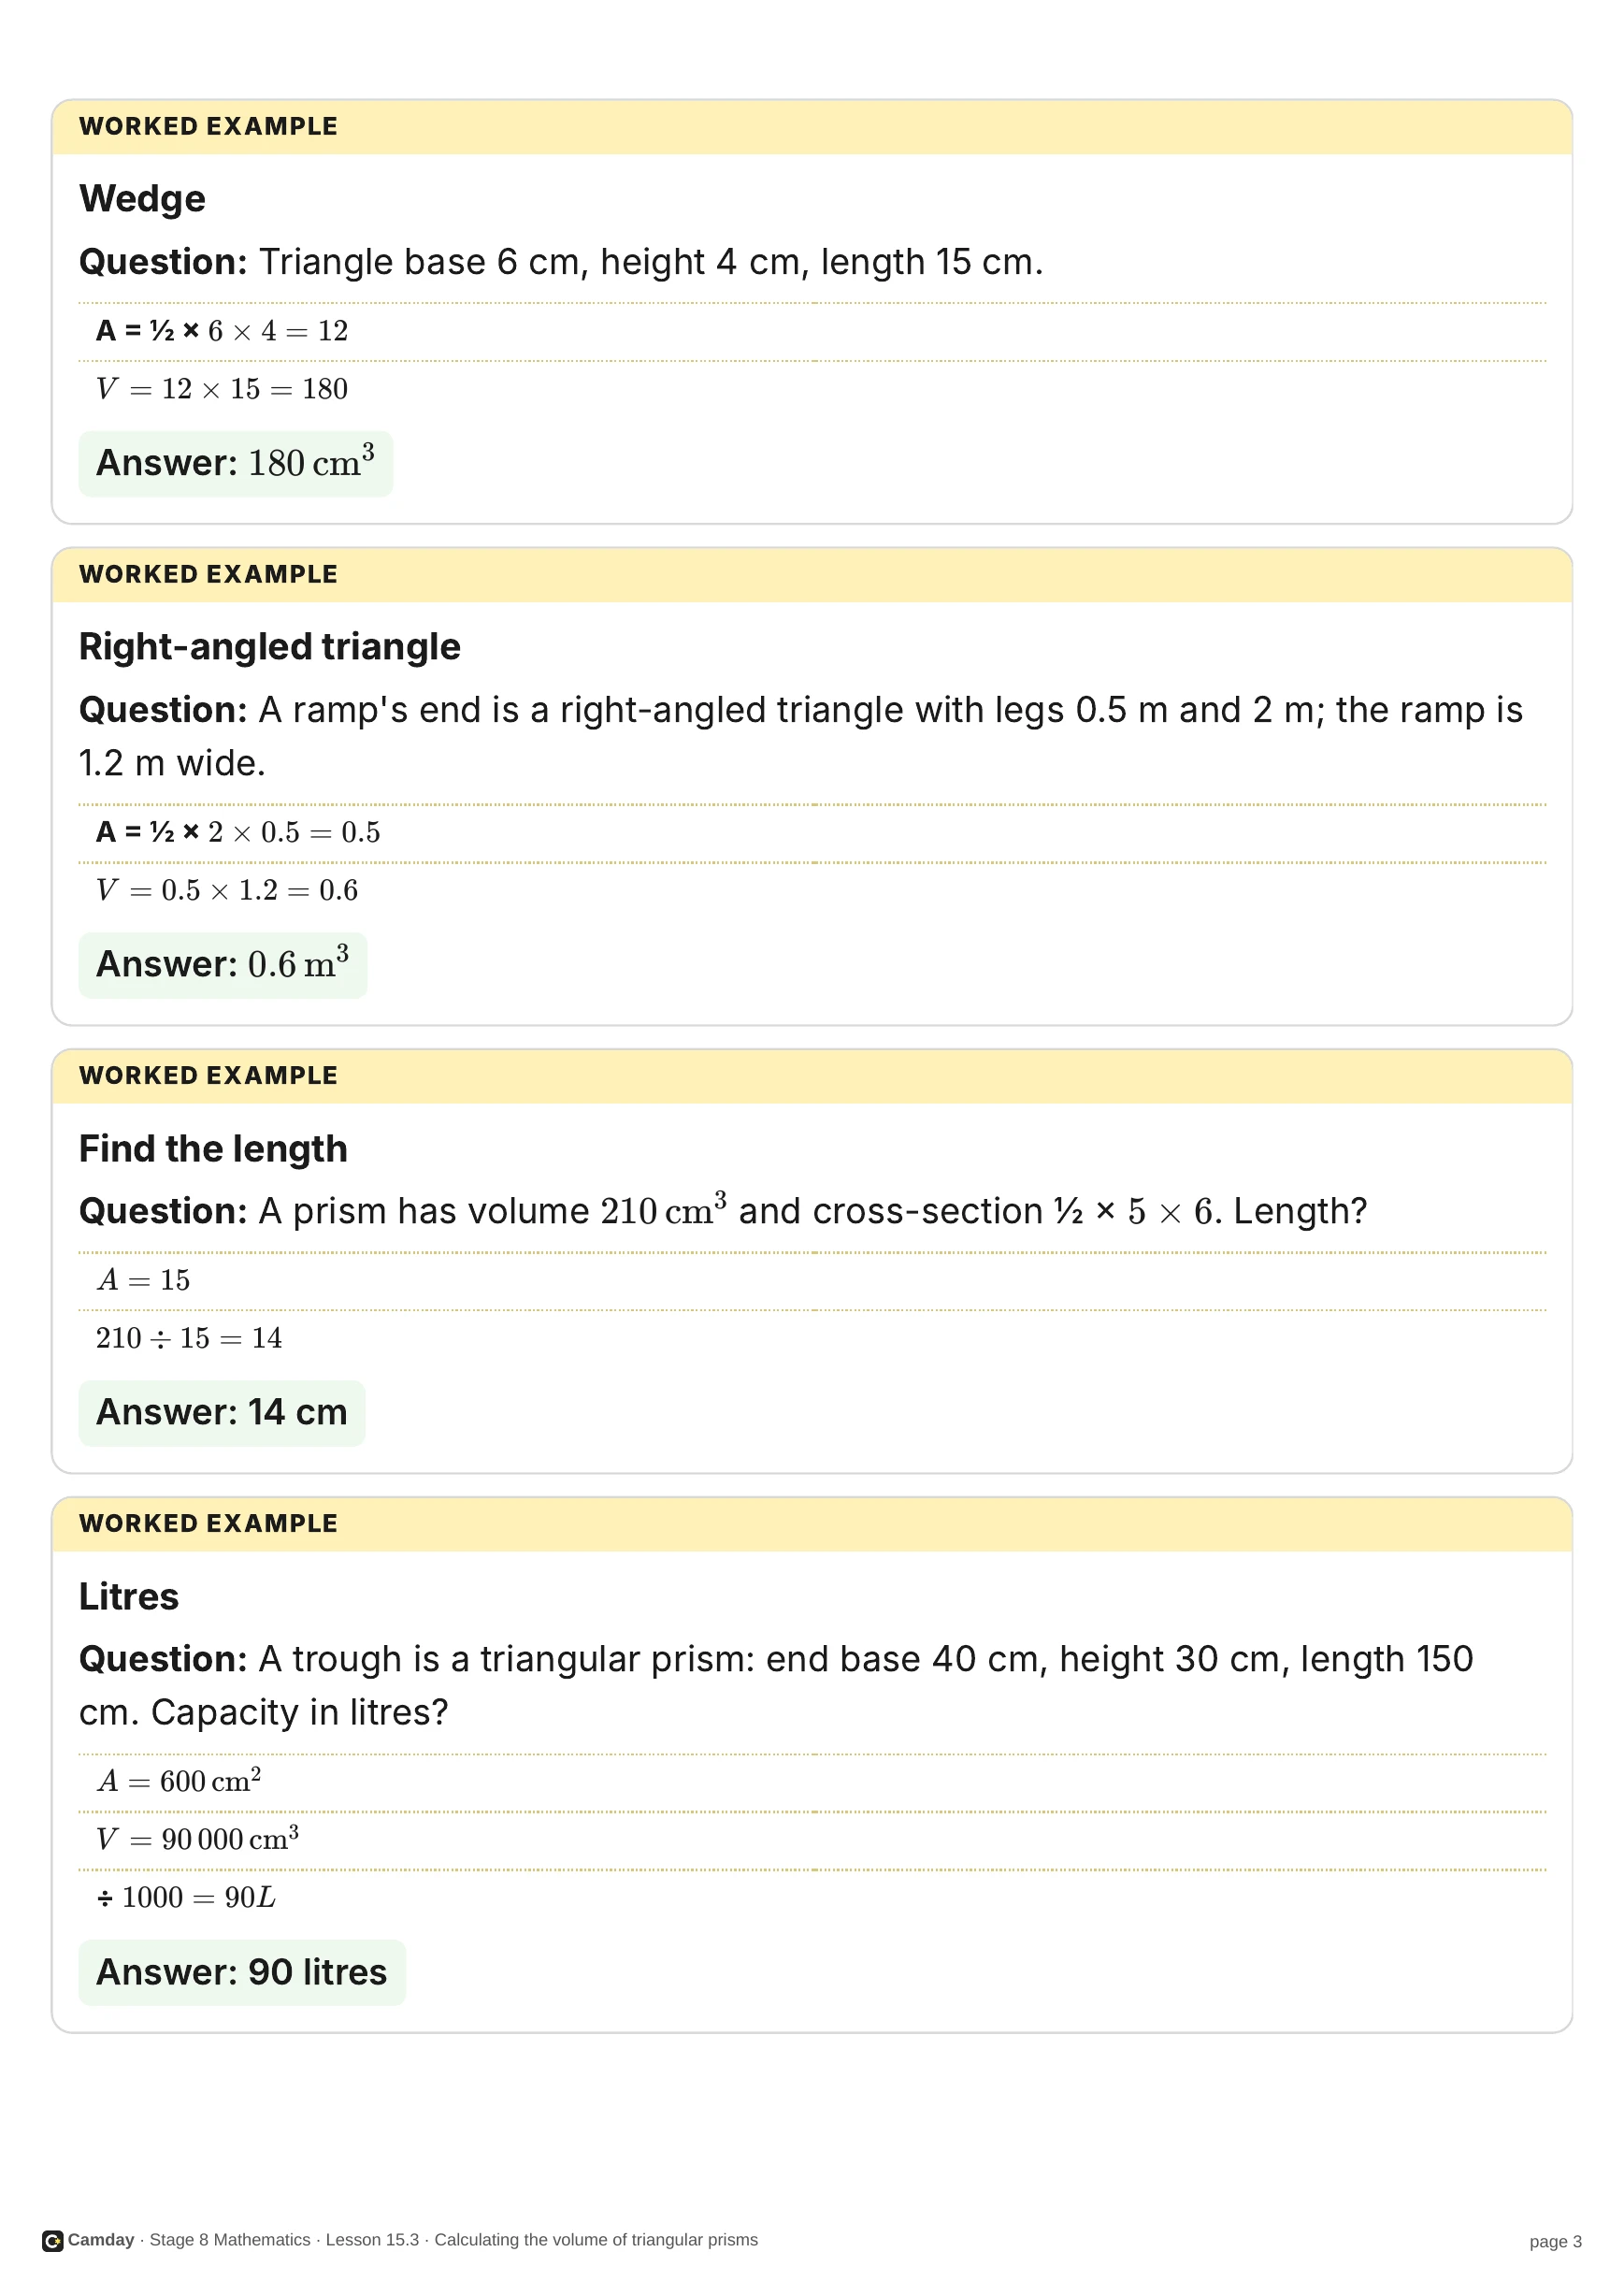 WORKED EXAMPLE
Wedge
Question: Triangle base 6 cm, height 4 cm, length 15 cm.
A = ½ × 6 × 4 = 12
V = 12 × 15 = 180
Answer: 180 cm³
WORKED EXAMPLE
Right-angled triangle
Question: A ramp's end is a right-angled triangle with legs 0.5 m and 2 m; the ramp is
1.2 m wide.
A = ½ × 2 × 0.5 = 0.5
V = 0.5 × 1.2 = 0.6
Answer: 0.6 m³
WORKED EXAMPLE
Find the length
Question: A prism has volume 210 cm³ and cross-section ½ × 5 × 6. Length?
A = 15
210 ÷ 15 = 14
Answer: 14 cm
WORKED EXAMPLE
Litres
Question: A trough is a triangular prism: end base 40 cm, height 30 cm, length 150
cm. Capacity in litres?
A = 600 cm²
V = 90 000 cm³
÷ 1000 = 90L
Answer: 90 litres
Camday · Stage 8 Mathematics · Lesson 15.3 · Calculating the volume of triangular prisms
page 3